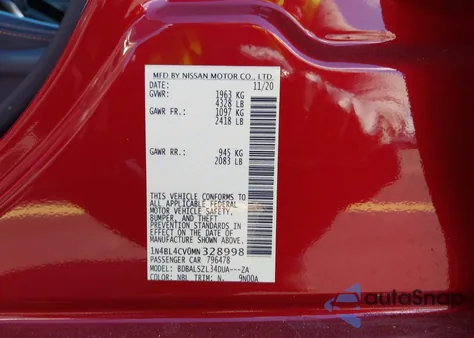 MFD BY NISSAN MOTOR CO., LTD.
DATE: 11/20
GVWR: 1963 KG
4328 LB
GAWR FR.: 1097 KG
2418 LB
GAWR RR.: 945 KG
2083 LB
THIS VEHICLE CONFORMS TO
ALL APPLICABLE FEDERAL
MOTOR VEHICLE SAFETY,
BUMPER, AND THEFT
PREVENTION STANDARDS IN
EFFECT ON THE DATE OF
MANUFACTURE SHOWN ABOVE.
1N4BL4CV0MN328998
PASSENGER CAR 796478
MODEL: BDBALSZL34DUA---ZA
COLOR: NBL TRIM: N. 9N00A
autoSnap